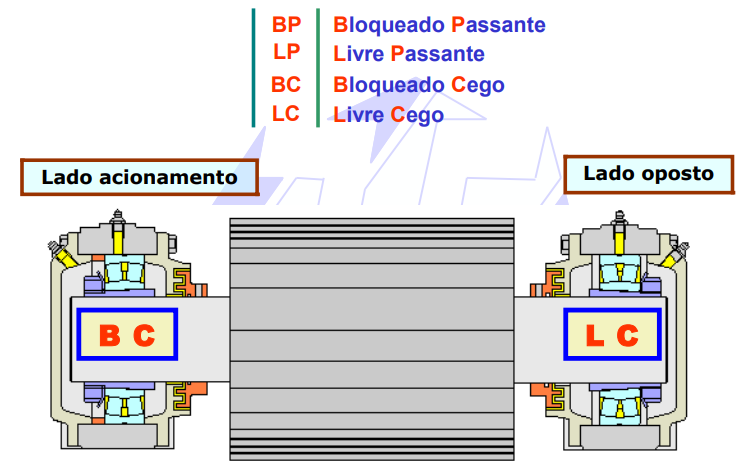 BP Bloqueado Passante
LP Livre Passante
BC Bloqueado Cego
LC Livre Cego
Lado acionamento
Lado oposto
B C
L C